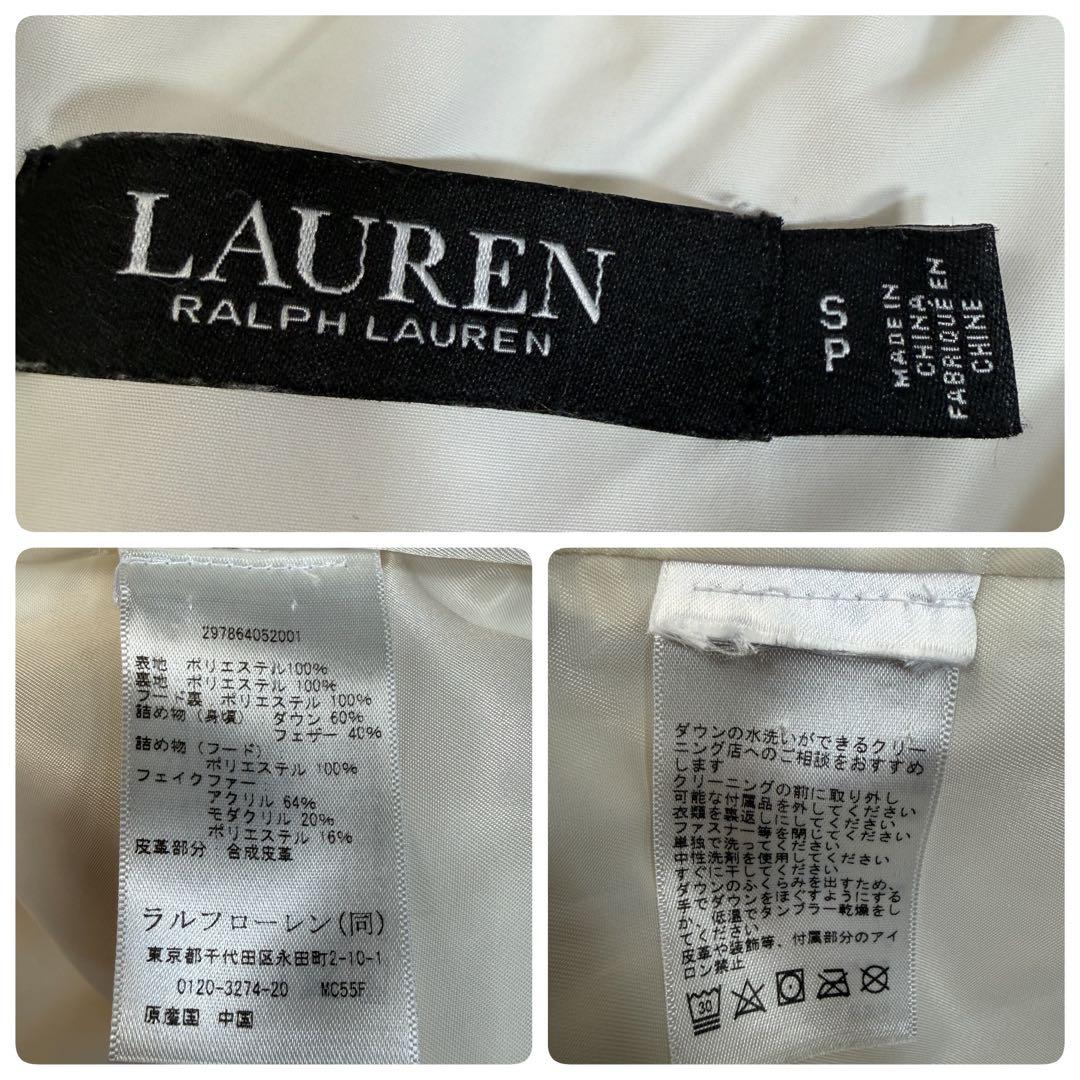 LAUREN
RALPH LAUREN
S
P
MADE IN
CHINA
FABRIQUÉ EN
CHINE
297864052001
表地 ポリエステル100%
裏地 ポリエステル 100%
フード裏 ポリエステル 100%
詰め物(身頃) ダウン 60%
フェザー 40%
詰め物(フード)
ポリエステル 100%
フェイクファー
アクリル 64%
モダクリル 20%
ポリエステル 16%
皮革部分 合成皮革
ラルフローレン(同)
東京都千代田区永田町2-10-1
0120-3274-20 MC55F
原産国 中国
ダウンの水洗いができるクリー
ニング店へのご相談をおすすめ
します
クリーニングの前に取り外し
可能な付属品を外してください
衣類を裏返しにしてください
ファスナー等を閉じてください
単独で洗ってください
中性洗剤を使用してください
すぐに干してください
ダウンのふくらみを出すため、
手でダウンをほぐすようにする
か、低温でタンブラー乾燥をし
てください
皮革や装飾等、付属部分のアイ
ロン禁止
30